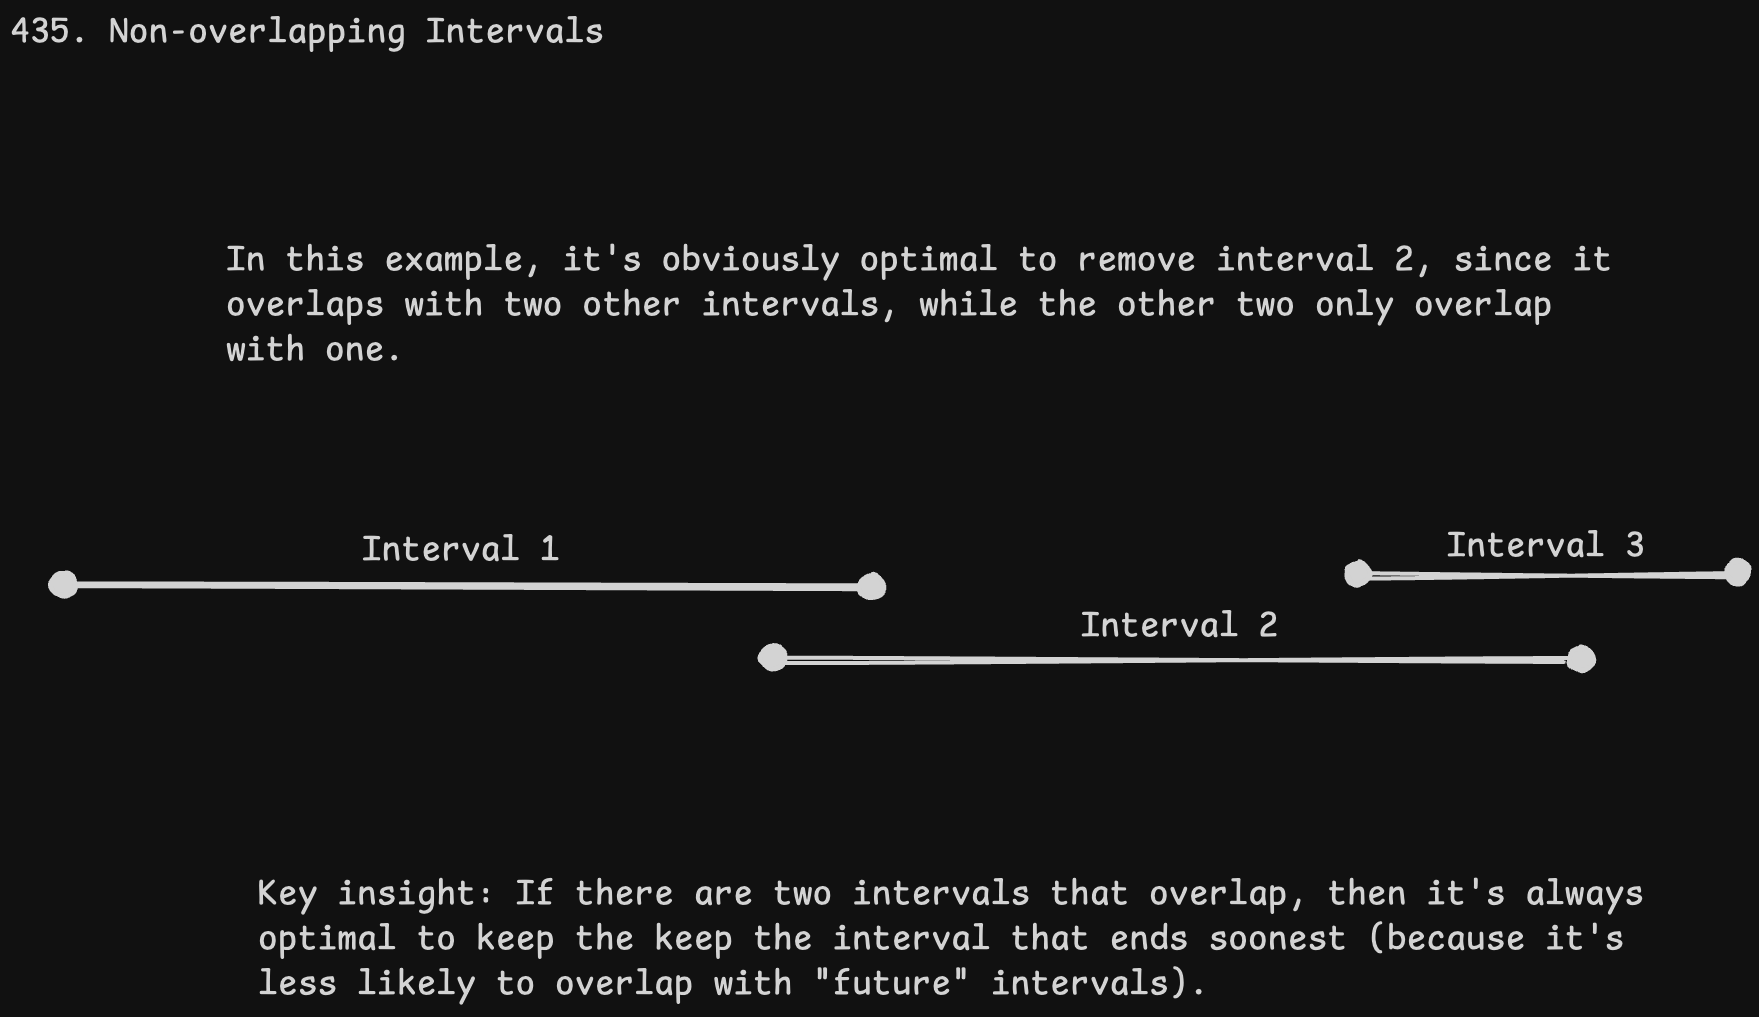 435. Non-overlapping Intervals
In this example, it's obviously optimal to remove interval 2, since it
overlaps with two other intervals, while the other two only overlap
with one.
Interval 1
Interval 3
Interval 2
Key insight: If there are two intervals that overlap, then it's always
optimal to keep the keep the interval that ends soonest (because it's
less likely to overlap with "future" intervals).